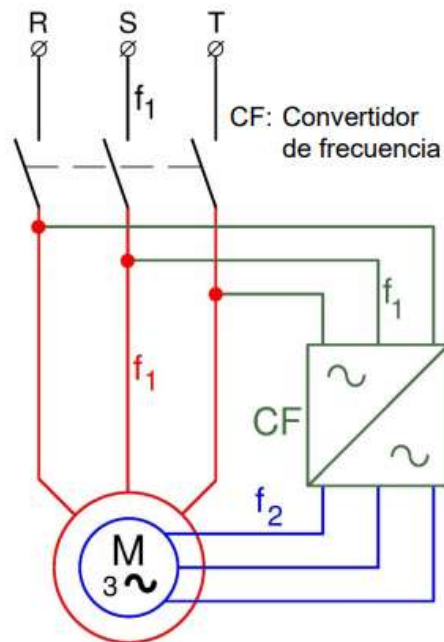 R S T
f1
CF: Convertidor
de frecuencia
f1
f1
CF
f2
M
3~